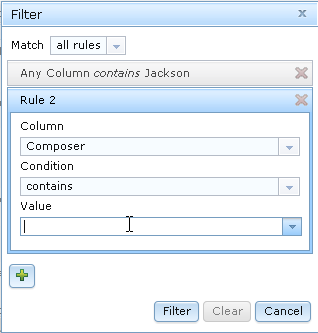 Filter
Match all rules
Any Column contains Jackson
Rule 2
Column
Composer
Condition
contains
Value
Filter Clear Cancel